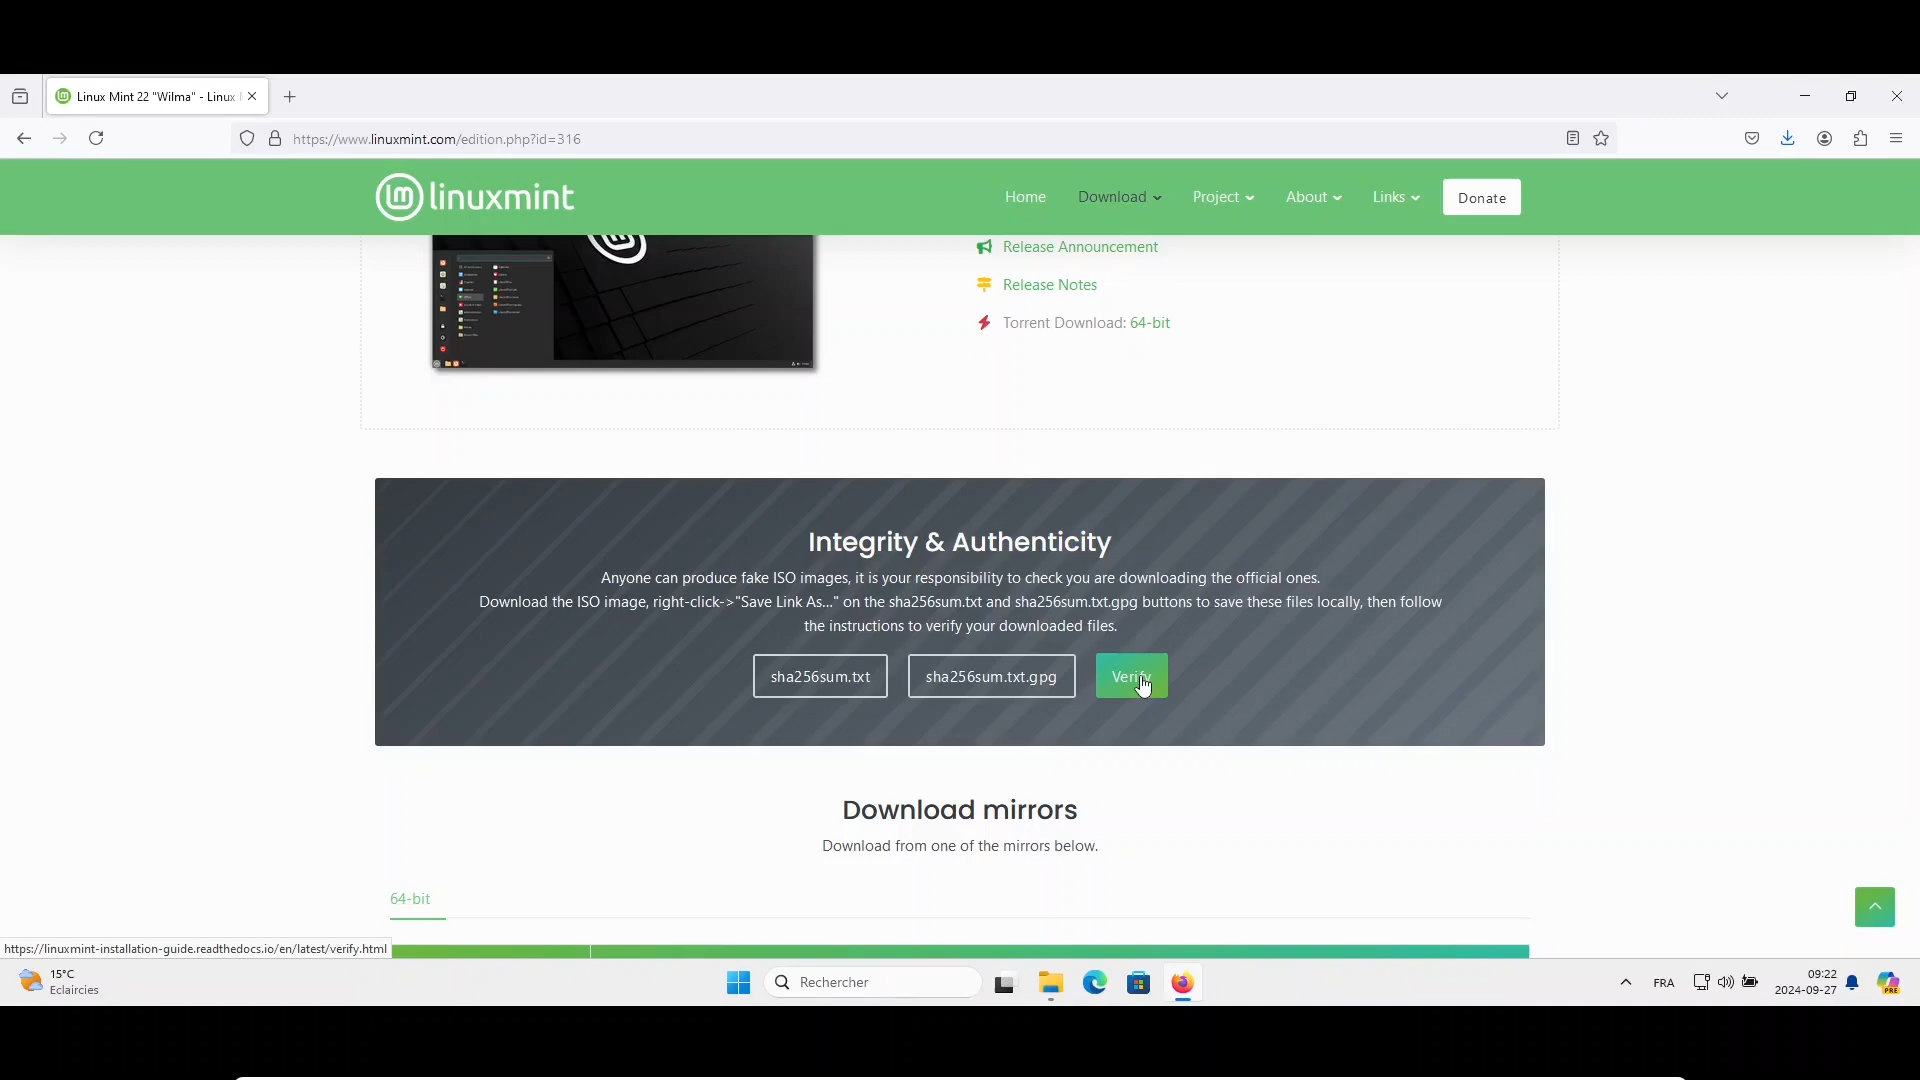 Linux Mint 22 "Wilma" - Linux
https://www.linuxmint.com/edition.php?id=316
linuxmint
Home
Download
Project
About
Links
Donate
Release Announcement
Release Notes
Torrent Download: 64-bit
Integrity & Authenticity
Anyone can produce fake ISO images, it is your responsibility to check you are downloading the official ones.
Download the ISO image, right-click->"Save Link As..." on the sha256sum.txt and sha256sum.txt.gpg buttons to save these files locally, then follow
the instructions to verify your downloaded files.
sha256sum.txt
sha256sum.txt.gpg
Verify
Download mirrors
Download from one of the mirrors below.
64-bit
https://linuxmint-installation-guide.readthedocs.io/en/latest/verify.html
15°C
Eclaircies
Rechercher
FRA
09:22
2024-09-27
PRE